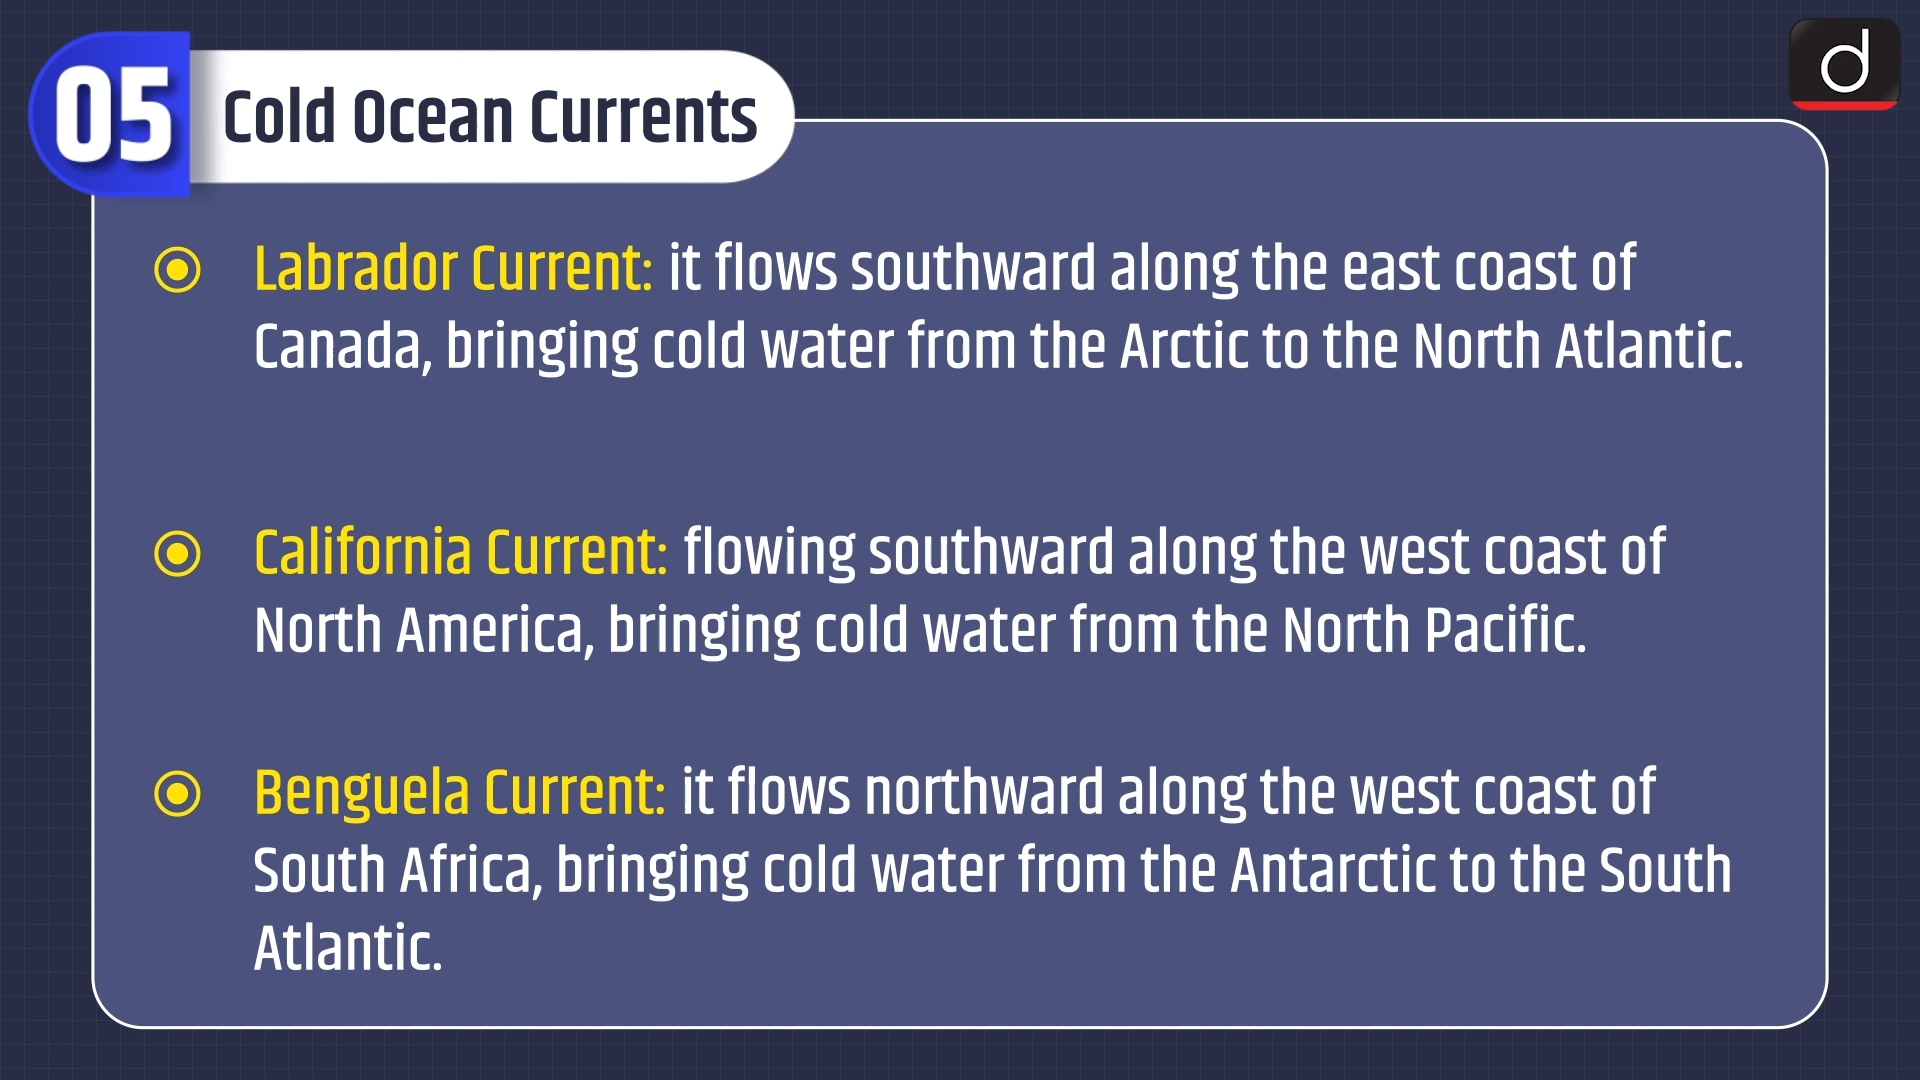 05 Cold Ocean Currents
d
Labrador Current: it flows southward along the east coast of
Canada, bringing cold water from the Arctic to the North Atlantic.
California Current: flowing southward along the west coast of
North America, bringing cold water from the North Pacific.
Benguela Current: it flows northward along the west coast of
South Africa, bringing cold water from the Antarctic to the South
Atlantic.